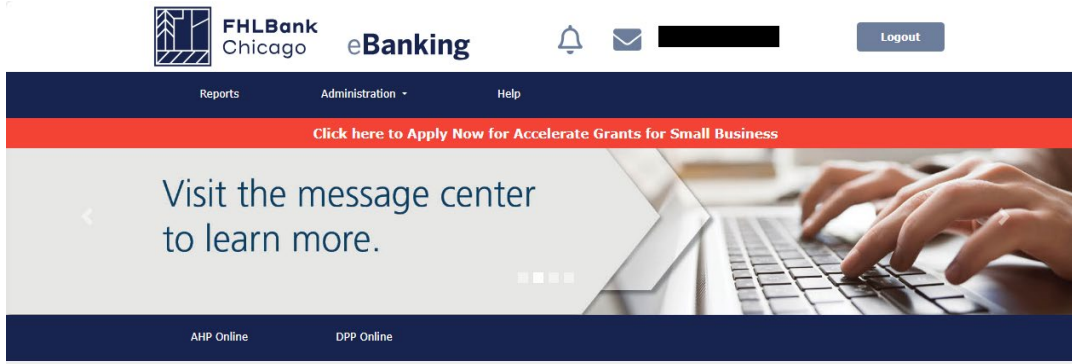 FHLBank
Chicago
eBanking
Logout
Reports
Administration
Help
Click here to Apply Now for Accelerate Grants for Small Business
Visit the message center
to learn more.
AHP Online
DPP Online